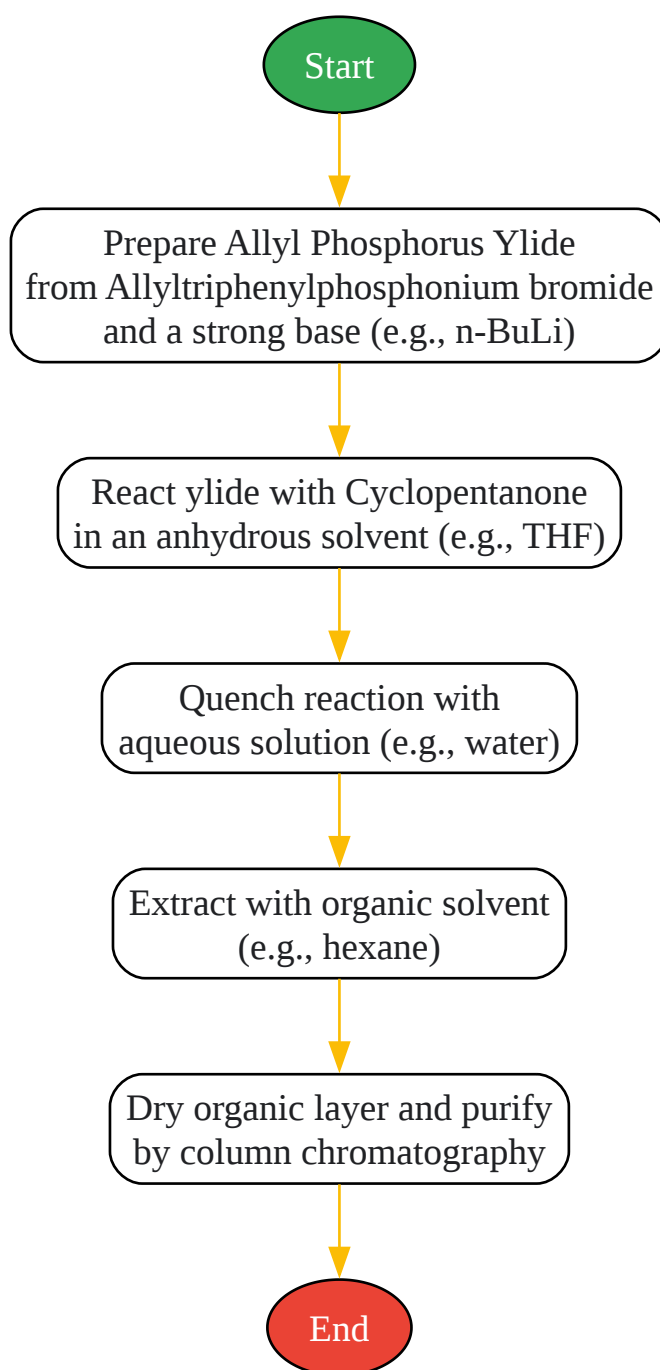 Start
Prepare Allyl Phosphorus Ylide
from Allyltriphenylphosphonium bromide
and a strong base (e.g., n-BuLi)
React ylide with Cyclopentanone
in an anhydrous solvent (e.g., THF)
Quench reaction with
aqueous solution (e.g., water)
Extract with organic solvent
(e.g., hexane)
Dry organic layer and purify
by column chromatography
End